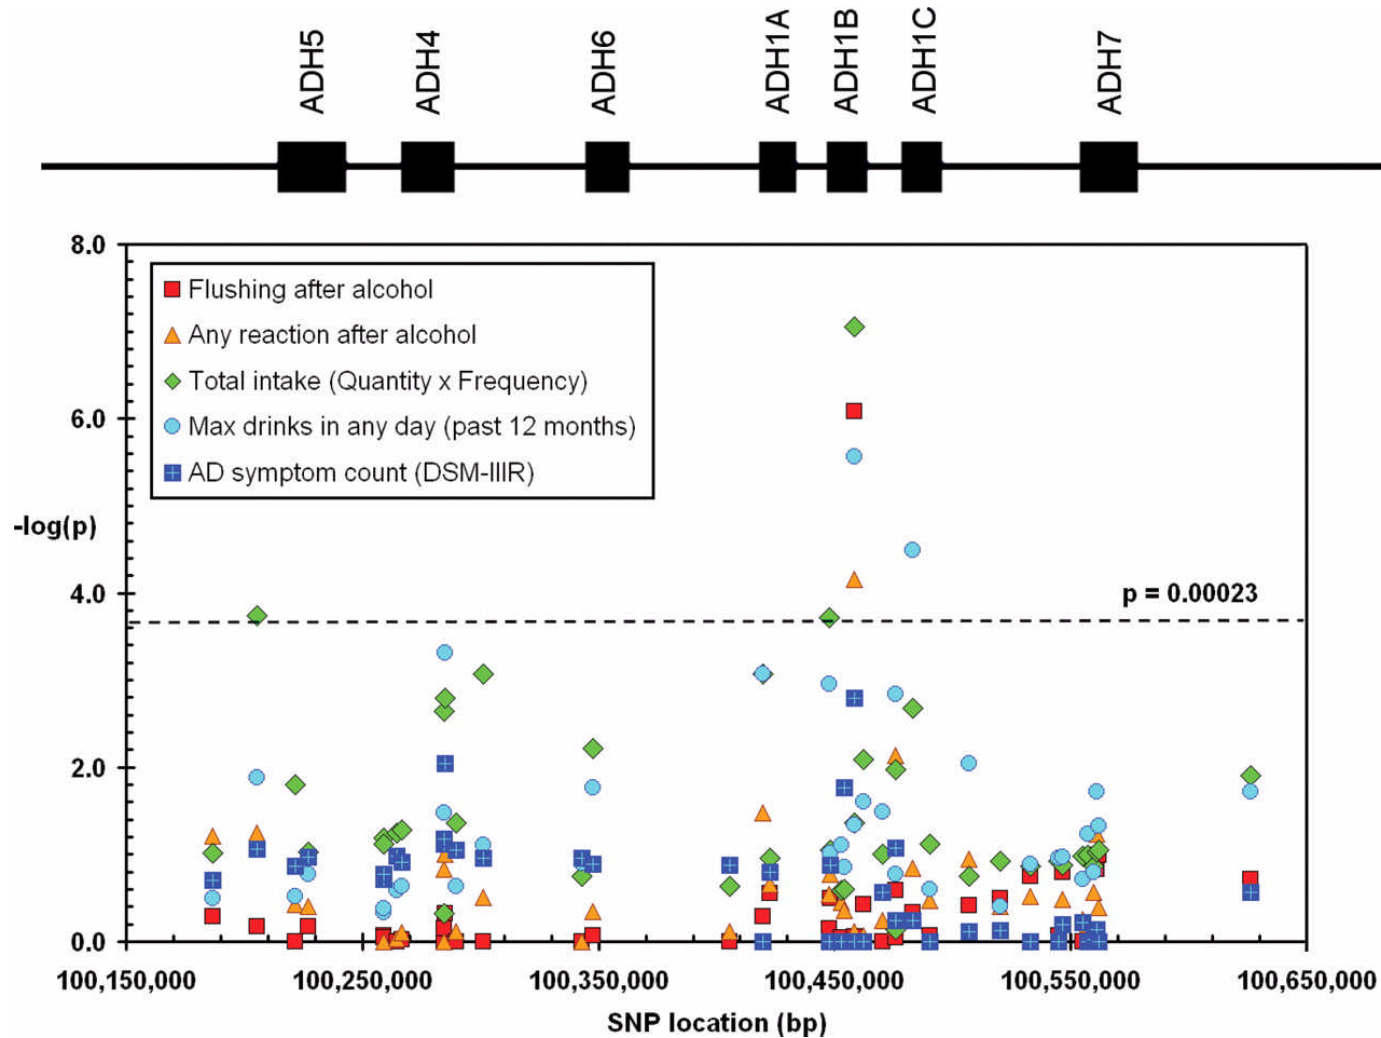 ADH5
ADH4
ADH6
ADH1A
ADH1B
ADH1C
ADH7
8.0
Flushing after alcohol
Any reaction after alcohol
Total intake (Quantity x Frequency)
Max drinks in any day (past 12 months)
AD symptom count (DSM-IIIR)
6.0
-log(p)
4.0
p = 0.00023
2.0
0.0
100,150,000
100,250,000
100,350,000
100,450,000
100,550,000
100,650,000
SNP location (bp)